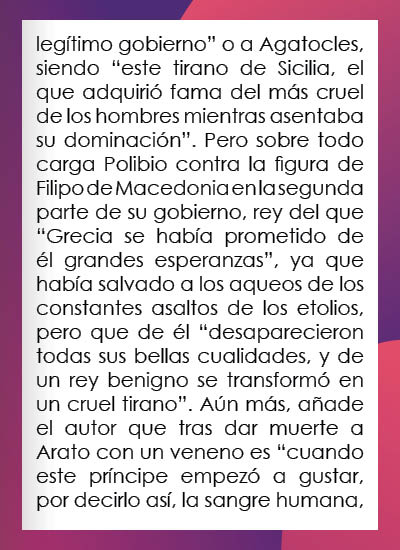 legítimo gobierno” o a Agatocles,
siendo “este tirano de Sicilia, el
que adquirió fama del más cruel
de los hombres mientras asentaba
su dominación”. Pero sobre todo
carga Polibio contra la figura de
Filipo de Macedonia en la segunda
parte de su gobierno, rey del que
“Grecia se había prometido de
él grandes esperanzas”, ya que
había salvado a los aqueos de los
constantes asaltos de los etolios,
pero que de él “desaparecieron
todas sus bellas cualidades, y de
un rey benigno se transformó en
un cruel tirano”. Aún más, añade
el autor que tras dar muerte a
Arato con un veneno es “cuando
este príncipe empezó a gustar,
por decirlo así, la sangre humana,